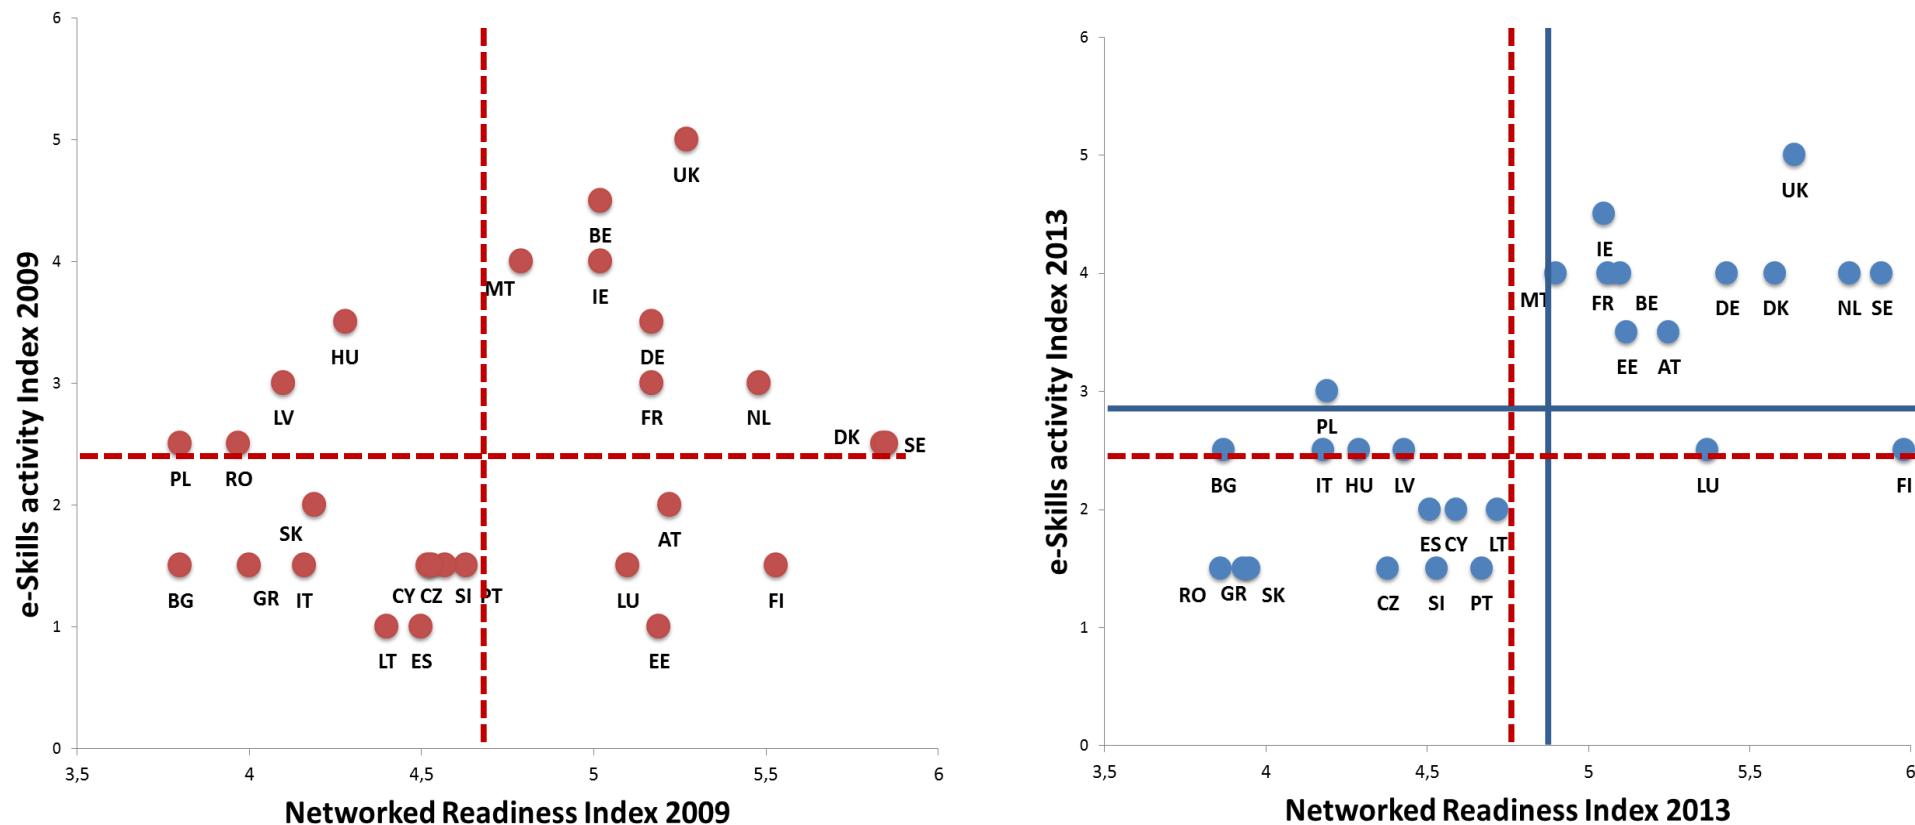 e-Skills activity Index 2009
6
5
4
3
2
1
0
UK
BE
MT
IE
HU
DE
LV
FR
NL
DK
SE
PL
RO
SK
AT
BG
GR
IT
CY
CZ
SI
PT
LU
FI
LT
ES
EE
3,5
4
4,5
5
5,5
6
Networked Readiness Index 2009
e-Skills activity Index 2013
6
5
4
3
2
1
0
UK
IE
MT
FR
BE
DE
DK
NL
SE
EE
AT
PL
BG
IT
HU
LV
LU
FI
ES
CY
LT
RO
GR
SK
CZ
SI
PT
3,5
4
4,5
5
5,5
6
Networked Readiness Index 2013